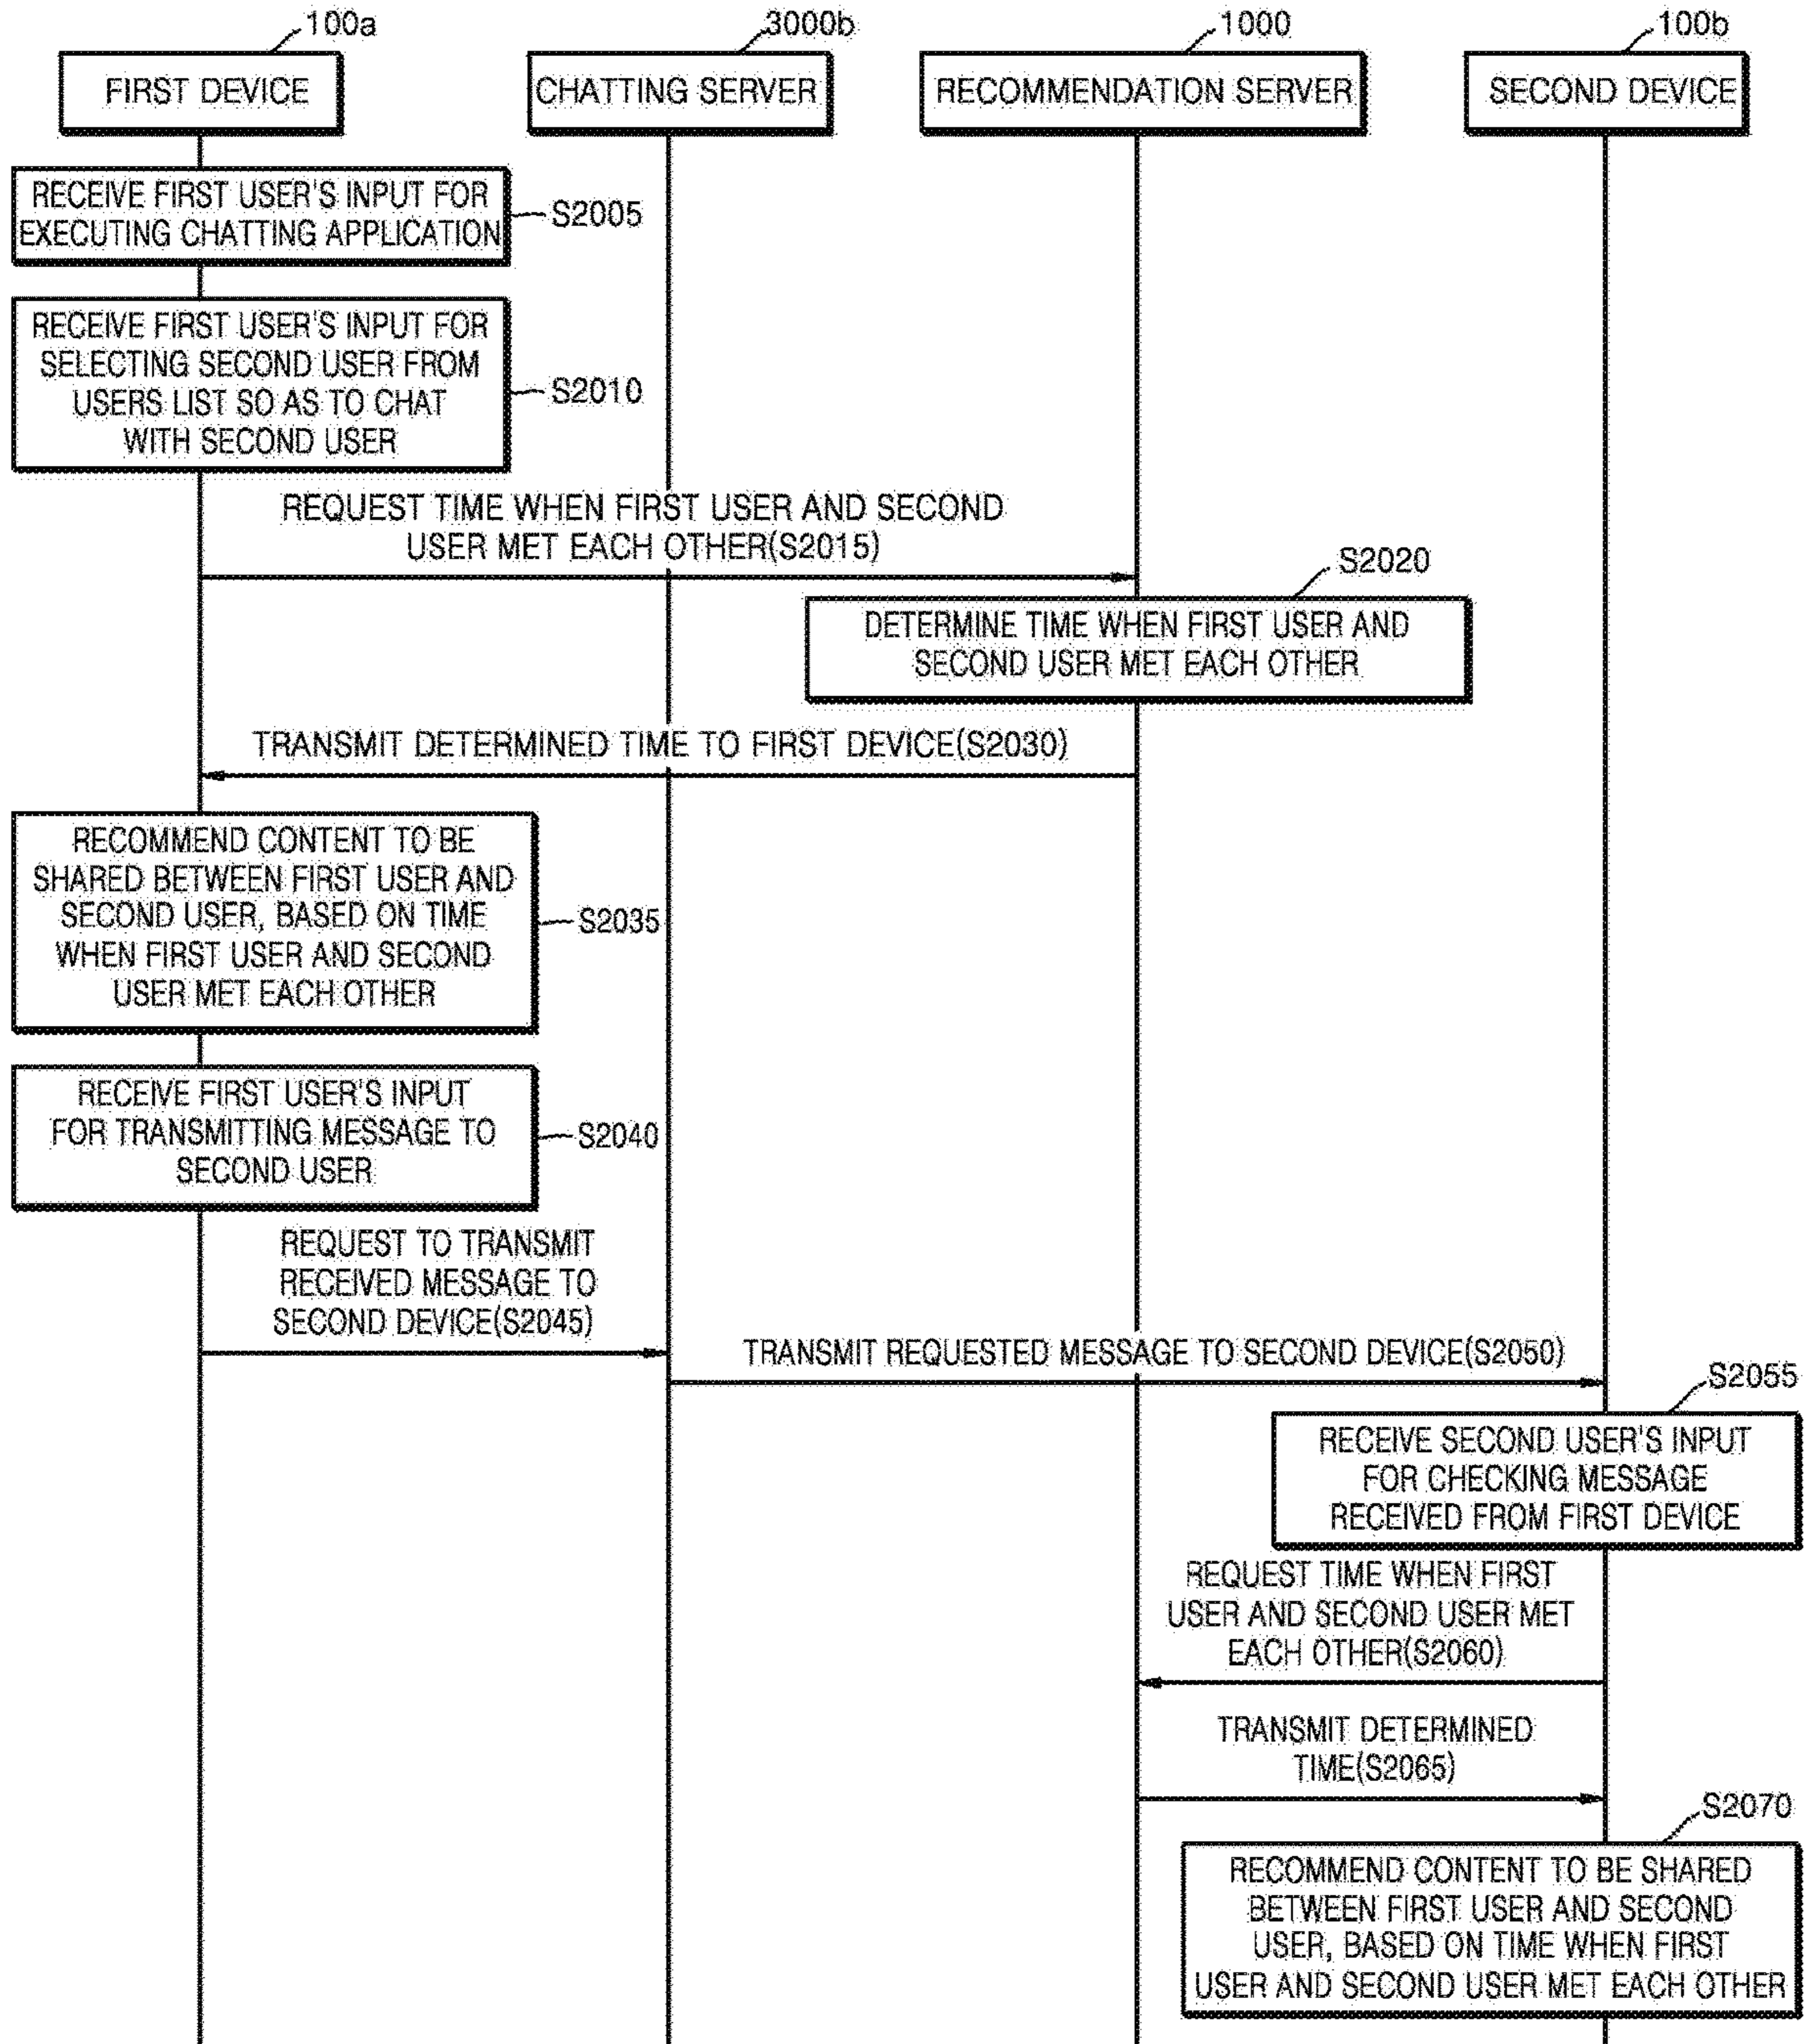 100a
3000b
1000
100b
FIRST DEVICE
CHATTING SERVER
RECOMMENDATION SERVER
SECOND DEVICE
RECEIVE FIRST USER'S INPUT FOR
EXECUTING CHATTING APPLICATION
S2005
RECEIVE FIRST USER'S INPUT FOR
SELECTING SECOND USER FROM
USERS LIST SO AS TO CHAT
WITH SECOND USER
S2010
REQUEST TIME WHEN FIRST USER AND SECOND
USER MET EACH OTHER(S2015)
S2020
DETERMINE TIME WHEN FIRST USER AND
SECOND USER MET EACH OTHER
TRANSMIT DETERMINED TIME TO FIRST DEVICE(S2030)
RECOMMEND CONTENT TO BE
SHARED BETWEEN FIRST USER AND
SECOND USER, BASED ON TIME
WHEN FIRST USER AND SECOND
USER MET EACH OTHER
S2035
RECEIVE FIRST USER'S INPUT
FOR TRANSMITTING MESSAGE TO
SECOND USER
S2040
REQUEST TO TRANSMIT
RECEIVED MESSAGE TO
SECOND DEVICE(S2045)
TRANSMIT REQUESTED MESSAGE TO SECOND DEVICE(S2050)
S2055
RECEIVE SECOND USER'S INPUT
FOR CHECKING MESSAGE
RECEIVED FROM FIRST DEVICE
REQUEST TIME WHEN FIRST
USER AND SECOND USER MET
EACH OTHER(S2060)
TRANSMIT DETERMINED
TIME(S2065)
S2070
RECOMMEND CONTENT TO BE SHARED
BETWEEN FIRST USER AND SECOND
USER, BASED ON TIME WHEN FIRST
USER AND SECOND USER MET EACH OTHER